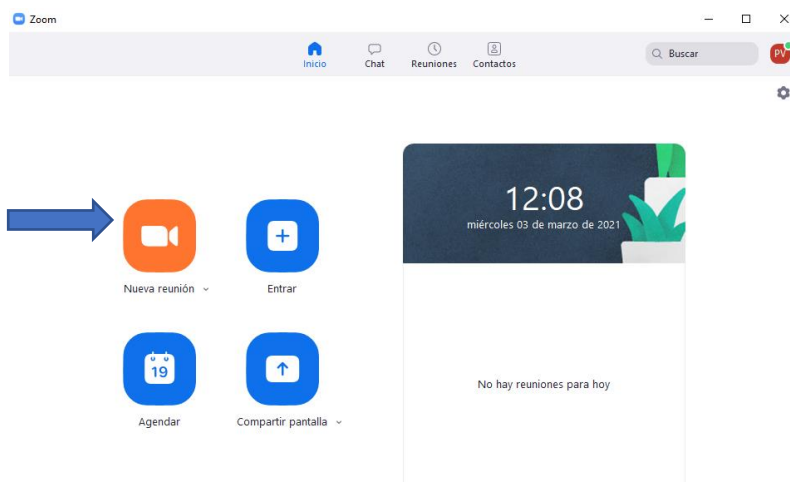 Zoom
Inicio
Chat
Reuniones
Contactos
Buscar
PV
12:08
miércoles 03 de marzo de 2021
Nueva reunión
Entrar
19
Agendar
Compartir pantalla
No hay reuniones para hoy